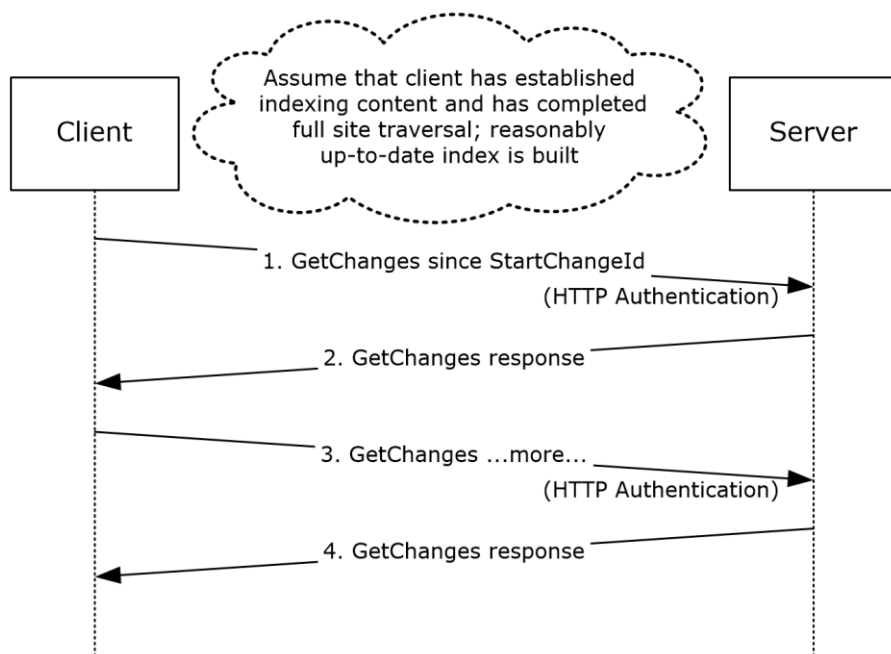 Assume that client has established
indexing content and has completed
full site traversal; reasonably
up-to-date index is built
Client
Server
1. GetChanges since StartChangeId
(HTTP Authentication)
2. GetChanges response
3. GetChanges ...more...
(HTTP Authentication)
4. GetChanges response